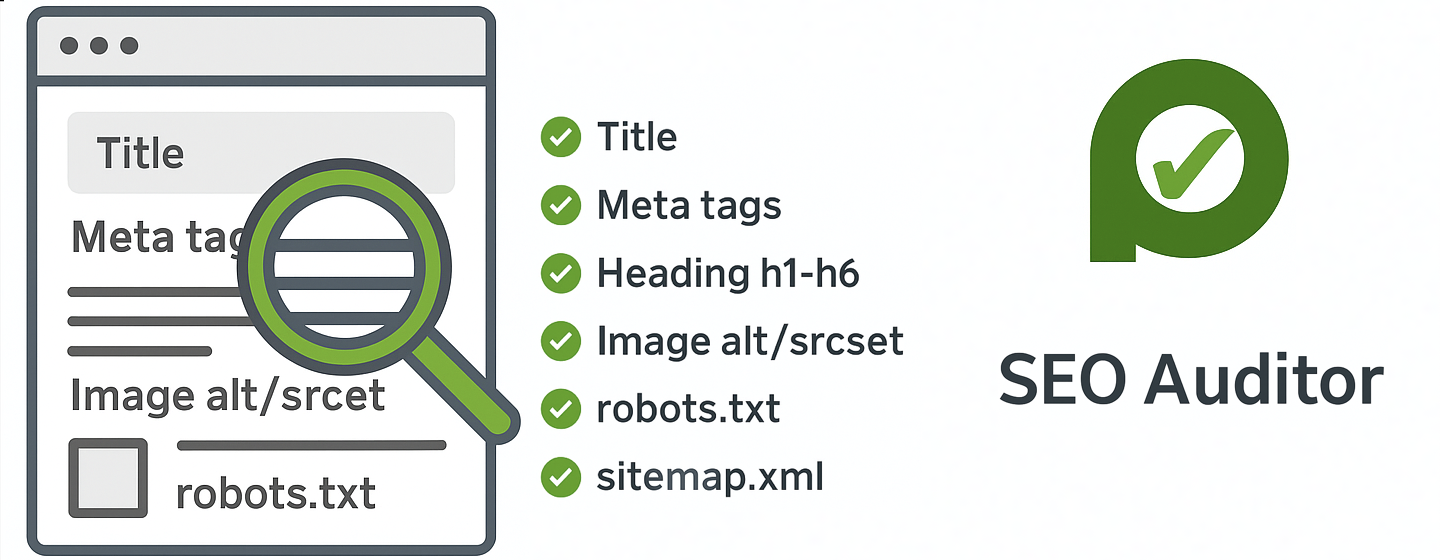 Title
Meta tag
Image alt/srcet
robots.txt
Title
Meta tags
Heading h1-h6
Image alt/srcset
robots.txt
sitemap.xml
SEO Auditor